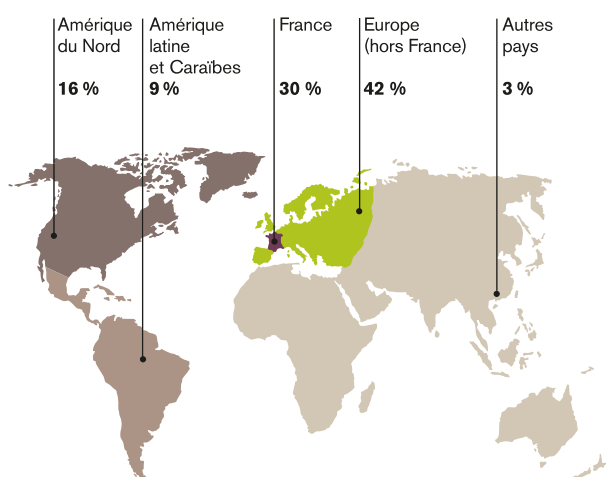 Amérique
du Nord
16 %
Amérique
latine
et Caraïbes
9 %
France
30 %
Europe
(hors France)
42 %
Autres
pays
3 %